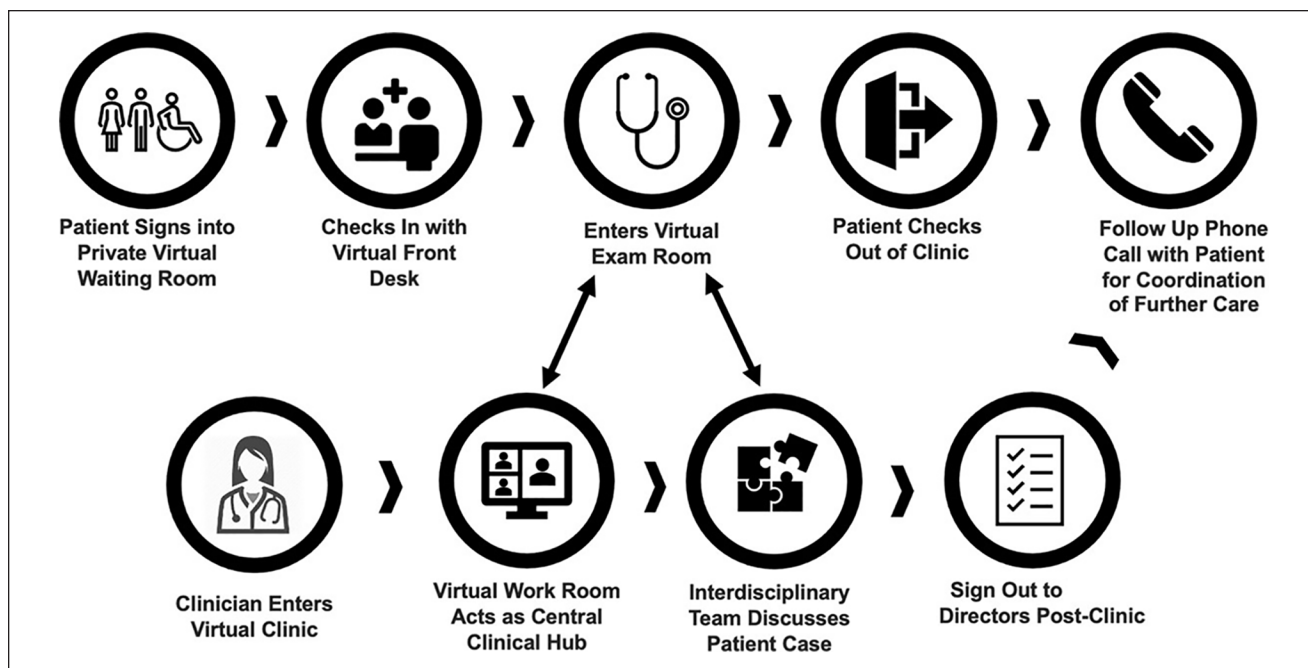 Patient Signs into
Private Virtual
Waiting Room
Checks In with
Virtual Front
Desk
Enters Virtual
Exam Room
Patient Checks
Out of Clinic
Follow Up Phone
Call with Patient
for Coordination
of Further Care
Clinician Enters
Virtual Clinic
Virtual Work Room
Acts as Central
Clinical Hub
Interdisciplinary
Team Discusses
Patient Case
Sign Out to
Directors Post-Clinic